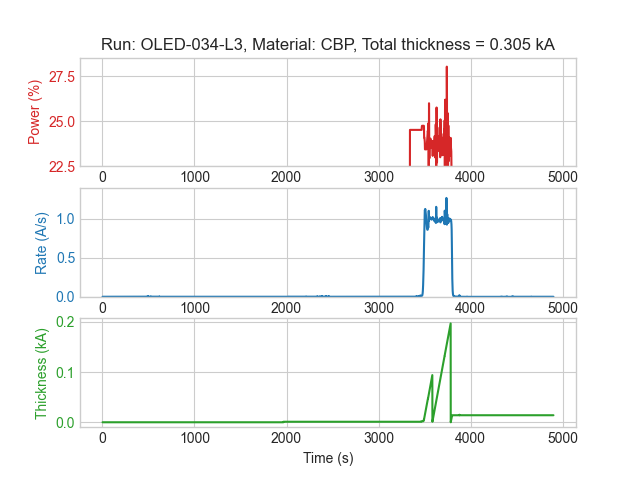 Run: OLED-034-L3, Material: CBP, Total thickness = 0.305 kA
Power (%)
27.5
25.0
22.5
0 1000 2000 3000 4000 5000
Rate (A/s)
1.0
0.5
0.0
0 1000 2000 3000 4000 5000
Thickness (kA)
0.2
0.1
0.0
0 1000 2000 3000 4000 5000
Time (s)